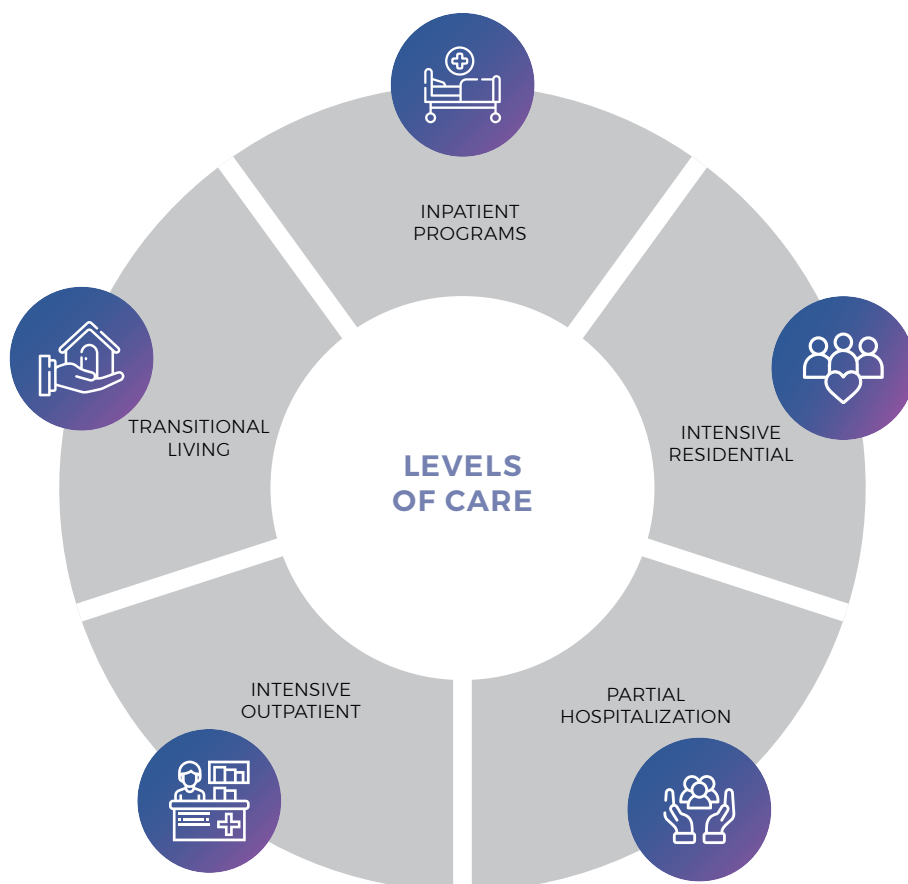 INPATIENT
PROGRAMS
INTENSIVE
RESIDENTIAL
PARTIAL
HOSPITALIZATION
INTENSIVE
OUTPATIENT
TRANSITIONAL
LIVING
LEVELS
OF CARE